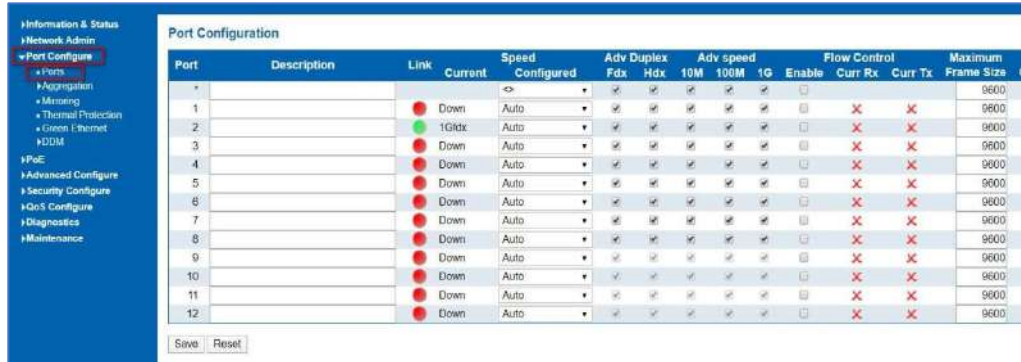 Information & Status
Network Admin
Port Configure
Ports
Aggregation
Mirroring
Thermal Protection
Green Ethernet
DDM
PoE
Advanced Configure
Security Configure
QoS Configure
Diagnostics
Maintenance
Port Configuration
Port Description Link Speed Adv Duplex Adv speed Flow Control Maximum
Current Configured Fdx Hdx 10M 100M 1G Enable Curr Rx Curr Tx Frame Size
* <> 9600
1 Down Auto 9600
2 1Gfdx Auto 9600
3 Down Auto 9600
4 Down Auto 9600
5 Down Auto 9600
6 Down Auto 9600
7 Down Auto 9600
8 Down Auto 9600
9 Down Auto 9600
10 Down Auto 9600
11 Down Auto 9600
12 Down Auto 9600
Save Reset